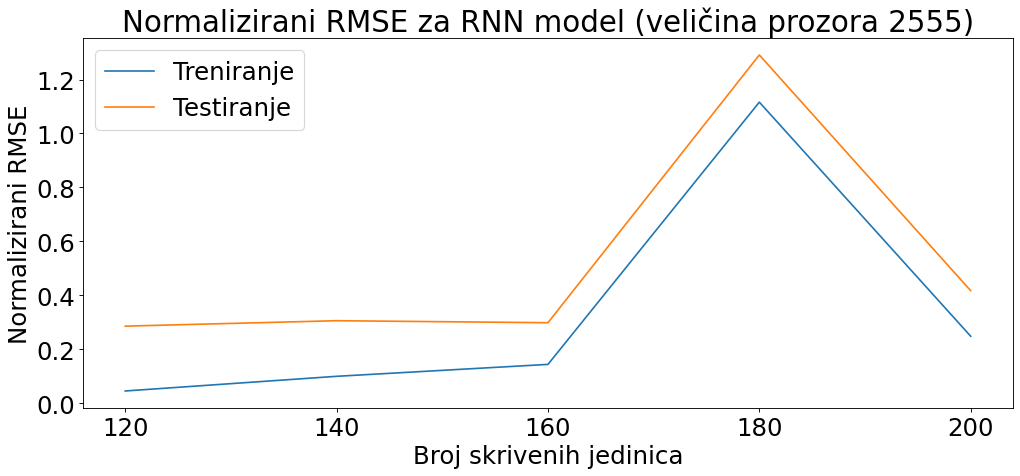 Normalizirani RMSE za RNN model (veličina prozora 2555)
Treniranje
Testiranje
Normalizirani RMSE
1.2
1.0
0.8
0.6
0.4
0.2
0.0
120 140 160 180 200
Broj skrivenih jedinica